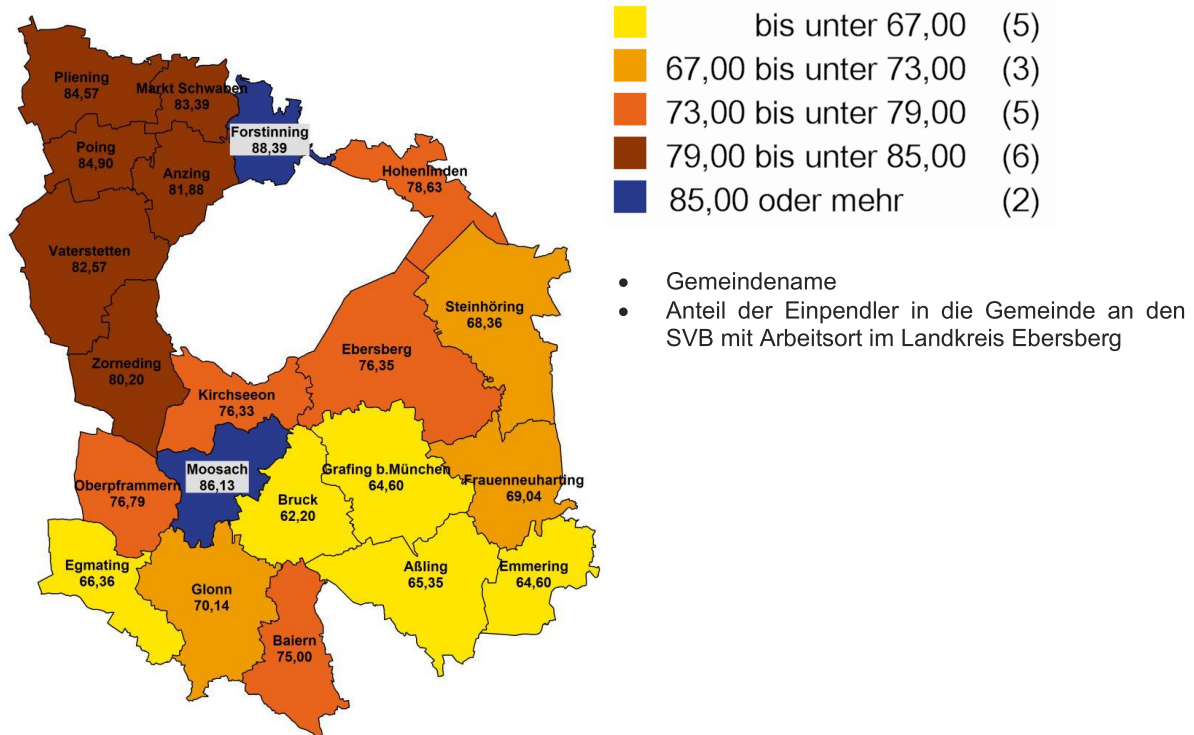 Pliening
84,57
Markt Schwaben
83,39
Forstinning
88,39
Poing
84,90
Anzing
81,88
Hohenlinden
78,63
Vaterstetten
82,57
Steinhöring
68,36
Zorneding
80,20
Ebersberg
76,35
Kirchseeon
76,33
Moosach
86,13
Oberpframmern
76,79
Bruck
62,20
Grafing b.München
64,60
Frauenneuharting
69,04
Egmating
66,36
Glonn
70,14
Aßling
65,35
Emmering
64,60
Baiern
75,00
bis unter 67,00 (5)
67,00 bis unter 73,00 (3)
73,00 bis unter 79,00 (5)
79,00 bis unter 85,00 (6)
85,00 oder mehr (2)
• Gemeindename
• Anteil der Einpendler in die Gemeinde an den
SVB mit Arbeitsort im Landkreis Ebersberg